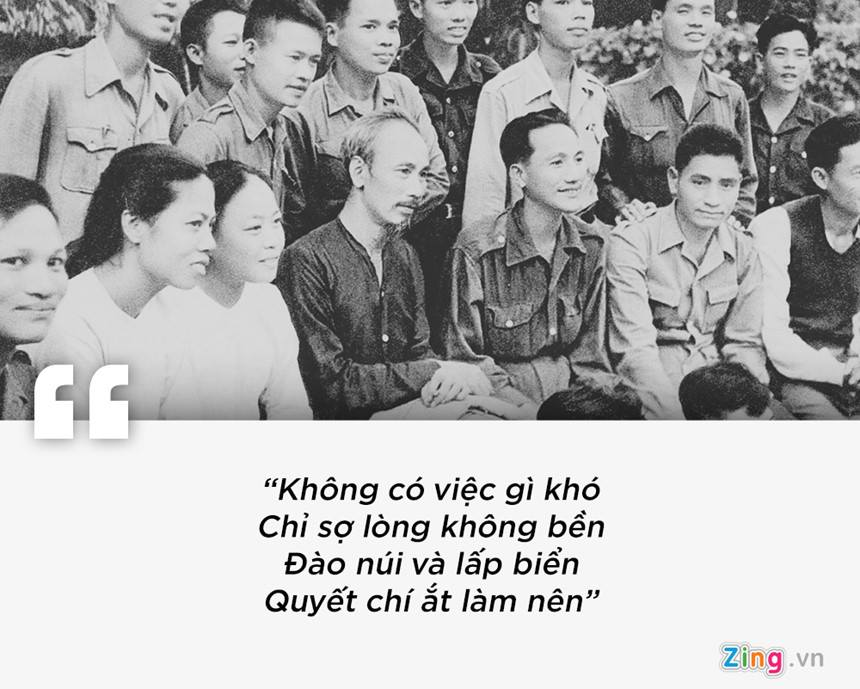 “Không có việc gì khó
Chỉ sợ lòng không bền
Đào núi và lấp biển
Quyết chí ắt làm nên”
Zing.vn